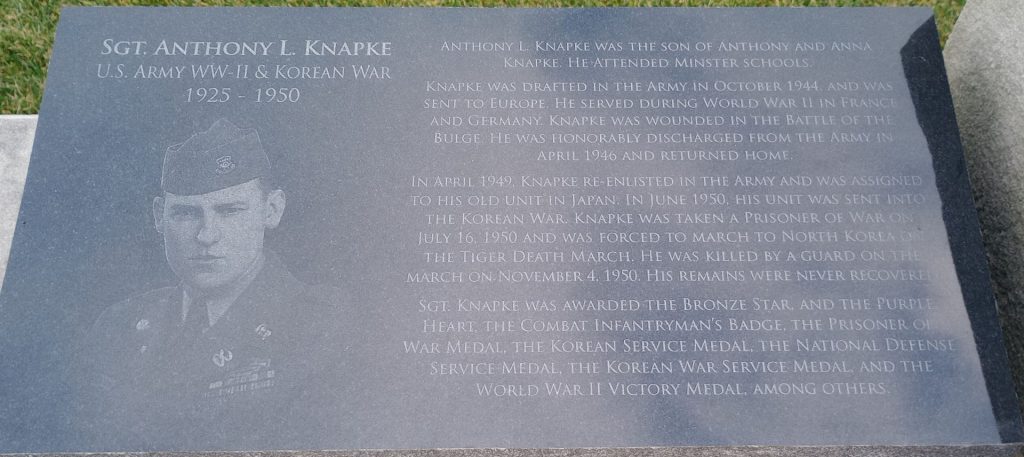 SGT. ANTHONY L. KNAPKE
U.S. ARMY WW-II & KOREAN WAR
1925 - 1950
ANTHONY L. KNAPKE WAS THE SON OF ANTHONY AND ANNA
KNAPKE. HE ATTENDED MINSTER SCHOOLS.
KNAPKE WAS DRAFTED IN THE ARMY IN OCTOBER 1944, AND WAS
SENT TO EUROPE. HE SERVED DURING WORLD WAR II IN FRANCE
AND GERMANY. KNAPKE WAS WOUNDED IN THE BATTLE OF THE
BULGE. HE WAS HONORABLY DISCHARGED FROM THE ARMY IN
APRIL 1946 AND RETURNED HOME.
IN APRIL 1949, KNAPKE RE-ENLISTED IN THE ARMY AND WAS ASSIGNED
TO HIS OLD UNIT IN JAPAN. IN JUNE 1950, HIS UNIT WAS SENT INTO
THE KOREAN WAR. KNAPKE WAS TAKEN A PRISONER OF WAR ON
JULY 16, 1950 AND WAS FORCED TO MARCH TO NORTH KOREA ON
THE TIGER DEATH MARCH. HE WAS KILLED BY A GUARD ON THE
MARCH ON NOVEMBER 4, 1950. HIS REMAINS WERE NEVER RECOVERED.
SGT. KNAPKE WAS AWARDED THE BRONZE STAR, AND THE PURPLE
HEART, THE COMBAT INFANTRYMAN'S BADGE, THE PRISONER OF
WAR MEDAL, THE KOREAN SERVICE MEDAL, THE NATIONAL DEFENSE
SERVICE MEDAL, THE KOREAN WAR SERVICE MEDAL, AND THE
WORLD WAR II VICTORY MEDAL, AMONG OTHERS.